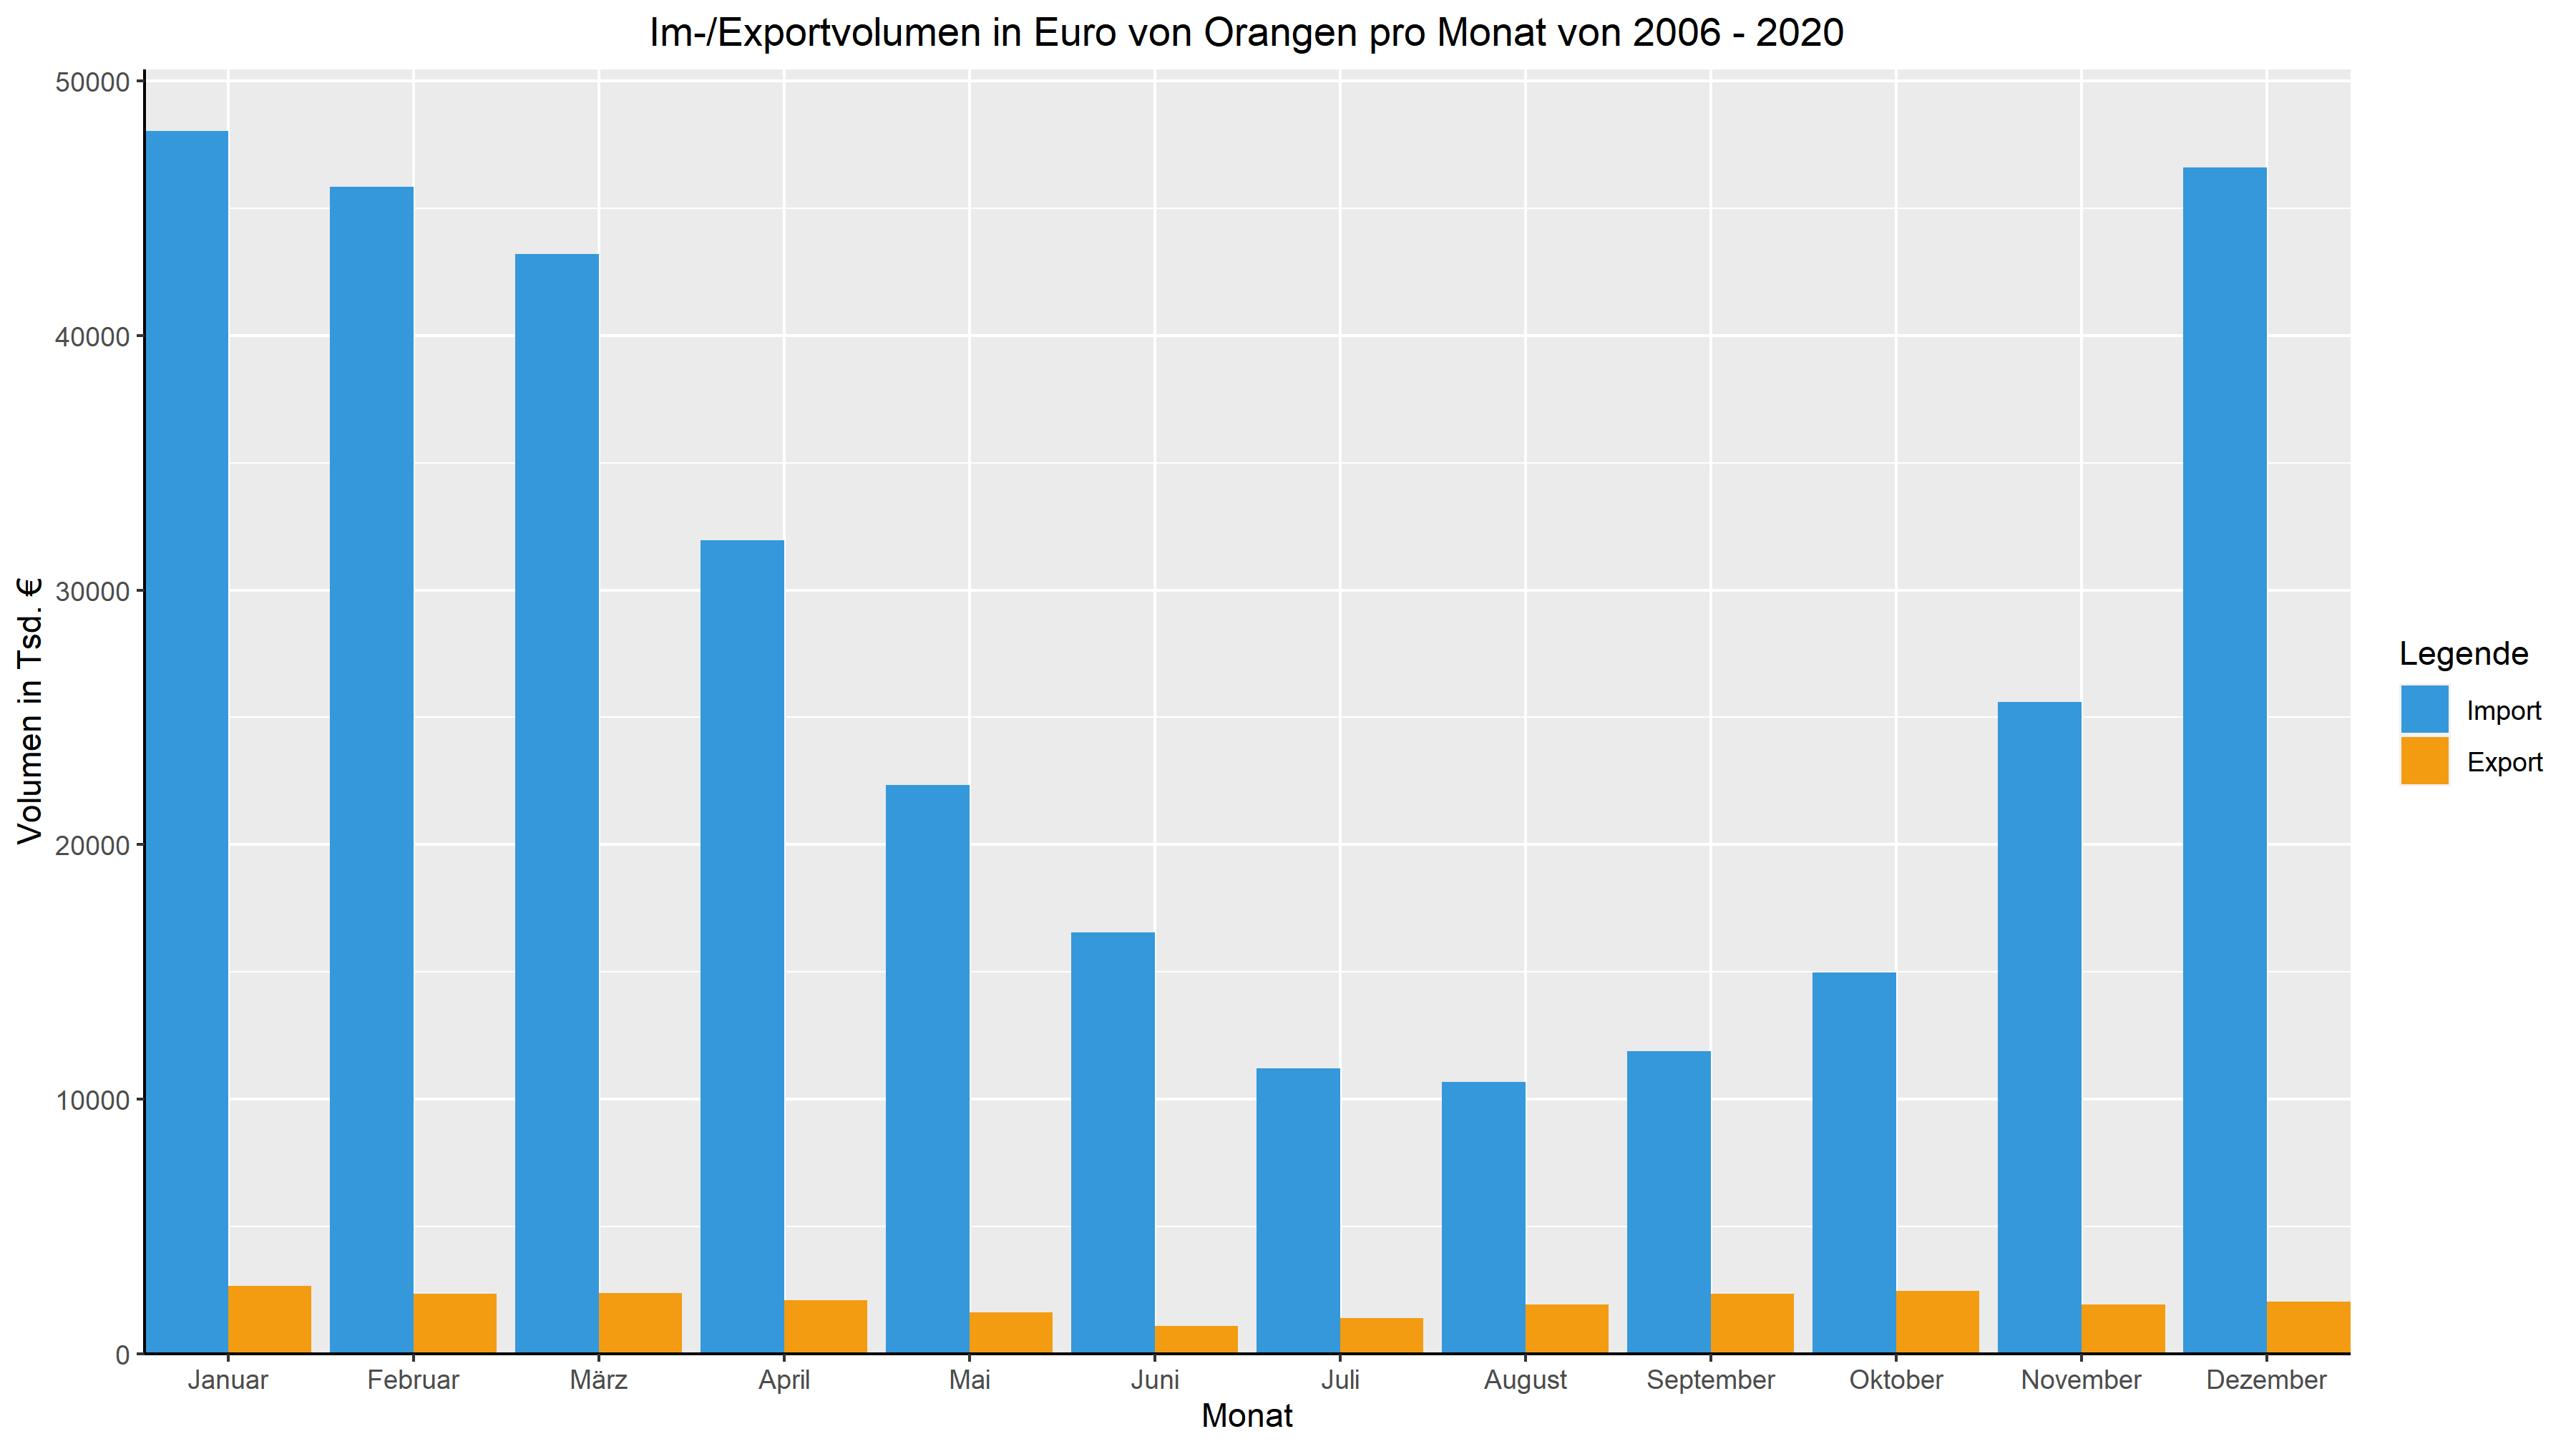 Im-/Exportvolumen in Euro von Orangen pro Monat von 2006 - 2020
Volumen in Tsd. €
50000
40000
30000
20000
10000
0
Januar Februar März April Mai Juni Juli August September Oktober November Dezember
Monat
Legende
Import
Export